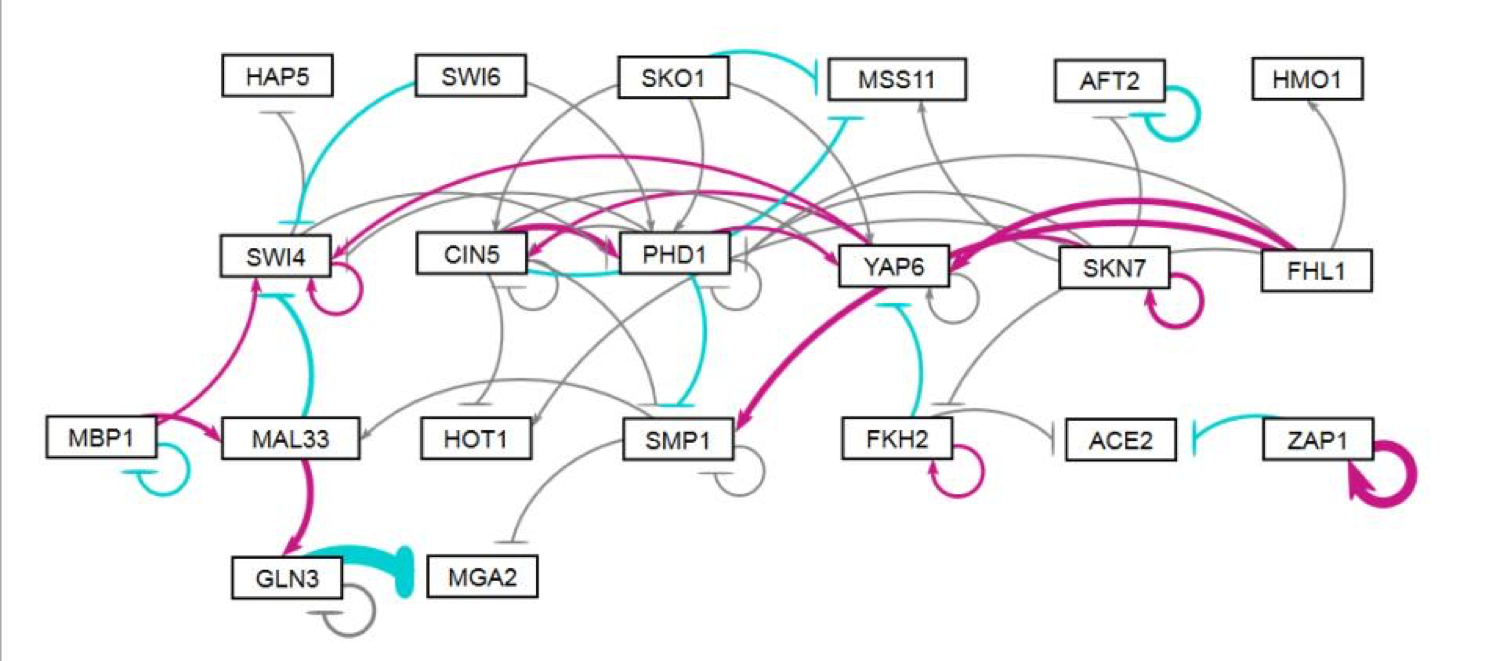 HAP5
SWI6
SKO1
MSS11
AFT2
HMO1
SWI4
CIN5
PHD1
YAP6
SKN7
FHL1
MBP1
MAL33
HOT1
SMP1
FKH2
ACE2
ZAP1
GLN3
MGA2